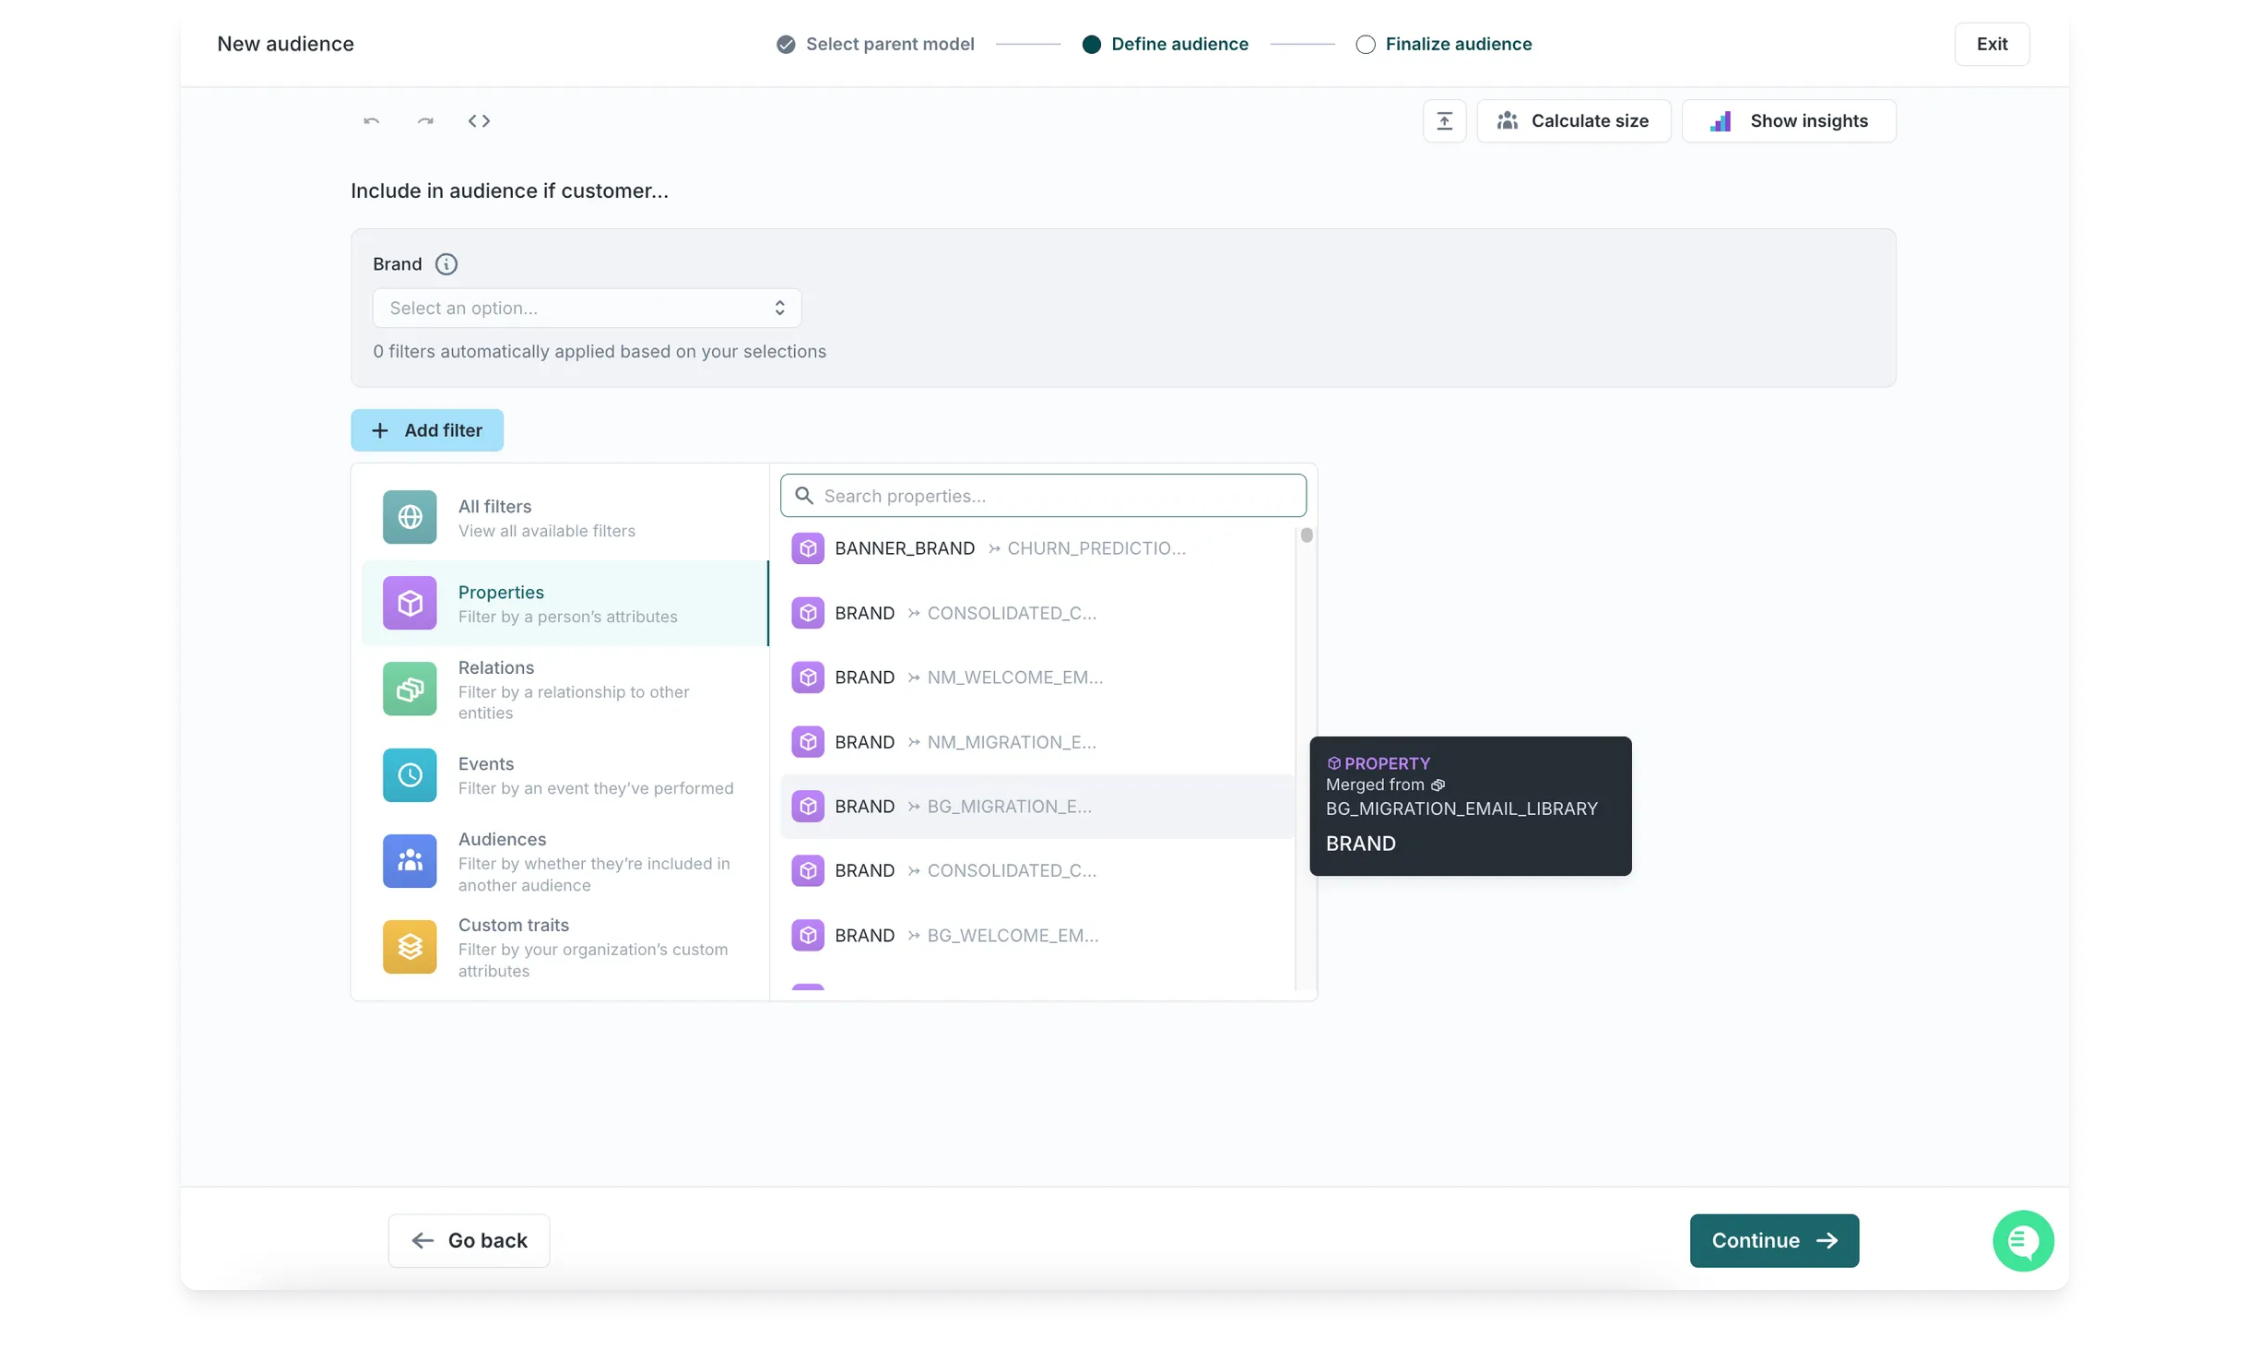 New audience
Select parent model
Define audience
Finalize audience
Exit
Calculate size
Show insights
Include in audience if customer...
Brand
Select an option...
0 filters automatically applied based on your selections
Add filter
All filters
View all available filters
Properties
Filter by a person's attributes
Relations
Filter by a relationship to other
entities
Events
Filter by an event they've performed
Audiences
Filter by whether they're included in
another audience
Custom traits
Filter by your organization's custom
attributes
Search properties...
BANNER_BRAND CHURN_PREDICTIO...
BRAND CONSOLIDATED_C...
BRAND NM_WELCOME_EM...
BRAND NM_MIGRATION_E...
BRAND BG_MIGRATION_E...
BRAND CONSOLIDATED_C...
BRAND BG_WELCOME_EM...
PROPERTY
Merged from
BG_MIGRATION_EMAIL_LIBRARY
BRAND
Go back
Continue